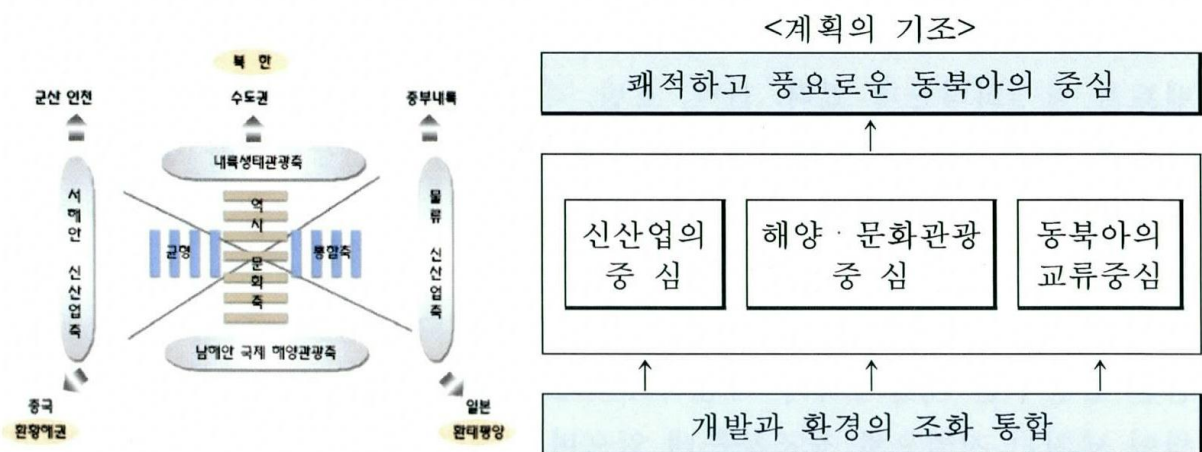 북 한
군산 인천
수도권
중부내륙
내륙생태관광축
서해안 신산업축
역사 문화축
물류 신산업축
균형
통합축
남해안 국제 해양관광축
중국
환황해권
일본
환태평양
<계획의 기조>
쾌적하고 풍요로운 동북아의 중심
신산업의
중 심
해양 · 문화관광
중 심
동북아의
교류중심
개발과 환경의 조화 통합